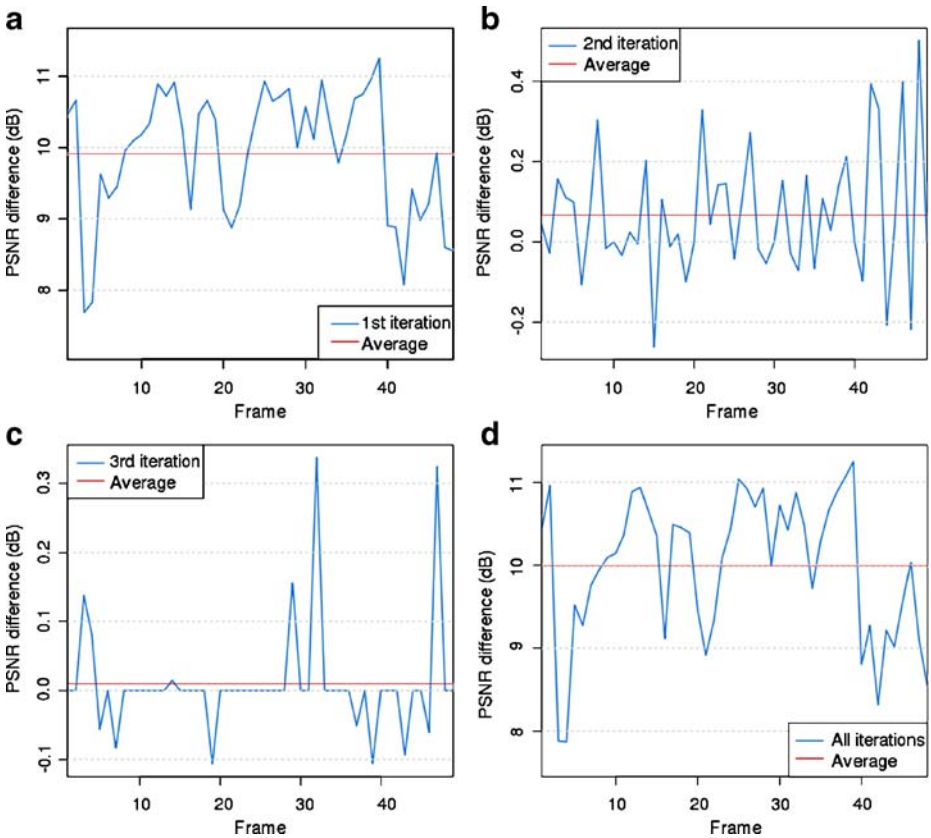 a
PSNR difference (dB)
11
10
9
8
1st iteration
Average
10
20
30
40
Frame
b
PSNR difference (dB)
0.4
0.2
0.0
-0.2
2nd iteration
Average
10
20
30
40
Frame
c
PSNR difference (dB)
0.3
0.2
0.1
0.0
-0.1
3rd iteration
Average
10
20
30
40
Frame
d
PSNR difference (dB)
11
10
9
8
All iterations
Average
10
20
30
40
Frame